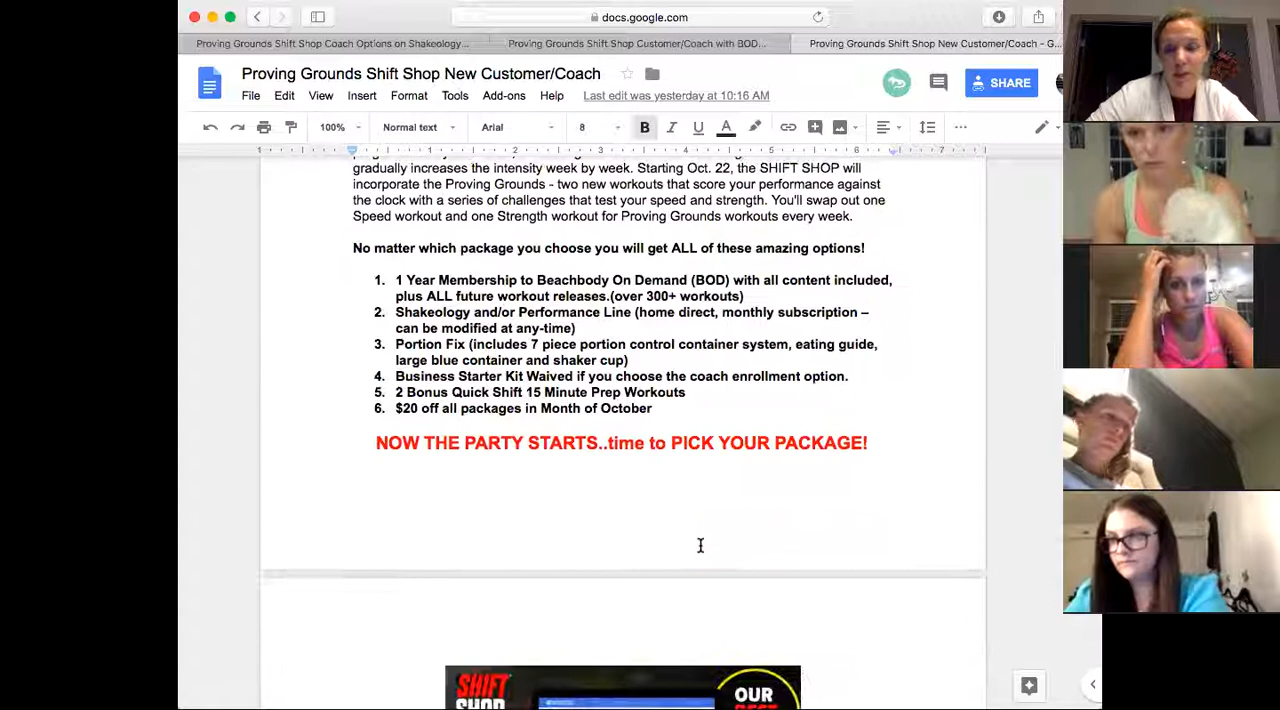 docs.google.com
Proving Grounds Shift Shop Coach Options on Shakeology...
Proving Grounds Shift Shop Customer/Coach with BOD...
Proving Grounds Shift Shop New Customer/Coach - G...
Proving Grounds Shift Shop New Customer/Coach
File Edit View Insert Format Tools Add-ons Help Last edit was yesterday at 10:16 AM
SHARE
100% Normal text Arial 8 B I U A
1 1 2 3 4 5 6 7
gradually increases the intensity week by week. Starting Oct. 22, the SHIFT SHOP will
incorporate the Proving Grounds - two new workouts that score your performance against
the clock with a series of challenges that test your speed and strength. You'll swap out one
Speed workout and one Strength workout for Proving Grounds workouts every week.
No matter which package you choose you will get ALL of these amazing options!
1. 1 Year Membership to Beachbody On Demand (BOD) with all content included,
plus ALL future workout releases.(over 300+ workouts)
2. Shakeology and/or Performance Line (home direct, monthly subscription –
can be modified at any-time)
3. Portion Fix (includes 7 piece portion control container system, eating guide,
large blue container and shaker cup)
4. Business Starter Kit Waived if you choose the coach enrollment option.
5. 2 Bonus Quick Shift 15 Minute Prep Workouts
6. $20 off all packages in Month of October
NOW THE PARTY STARTS..time to PICK YOUR PACKAGE!
SHIFT
SHOP
OUR
BEST